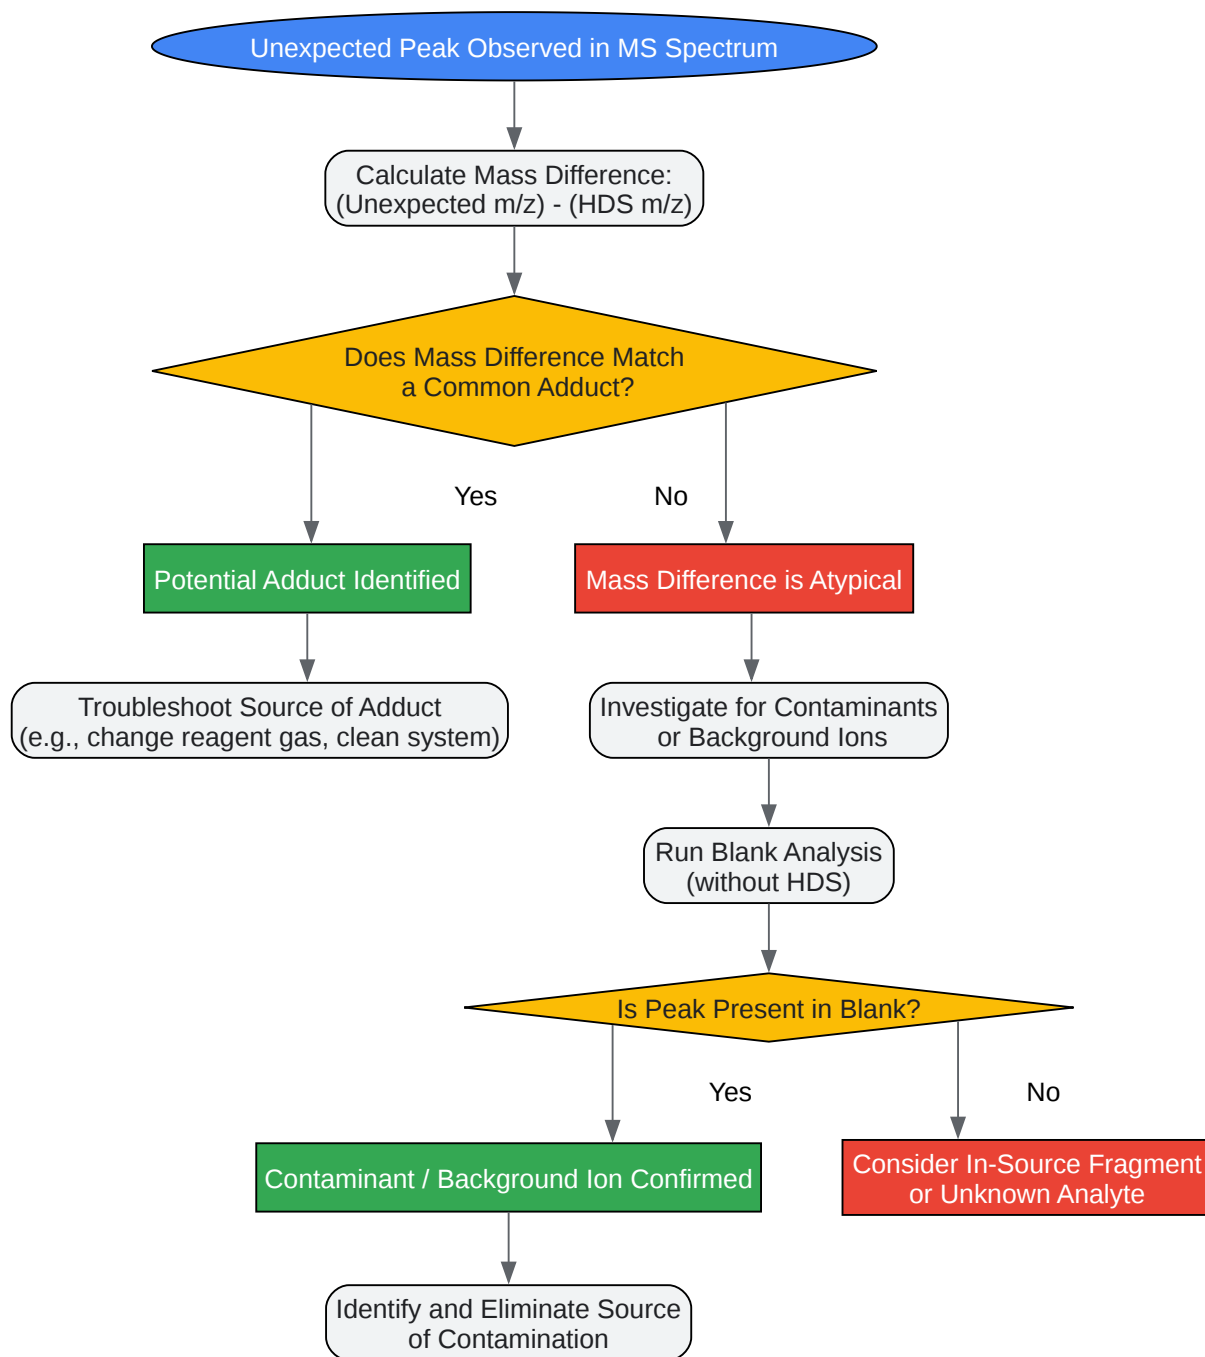 Unexpected Peak Observed in MS Spectrum
Calculate Mass Difference:
(Unexpected m/z) - (HDS m/z)
Does Mass Difference Match
a Common Adduct?
Yes
No
Potential Adduct Identified
Mass Difference is Atypical
Troubleshoot Source of Adduct
(e.g., change reagent gas, clean system)
Investigate for Contaminants
or Background Ions
Run Blank Analysis
(without HDS)
Is Peak Present in Blank?
Yes
No
Contaminant / Background Ion Confirmed
Consider In-Source Fragment
or Unknown Analyte
Identify and Eliminate Source
of Contamination